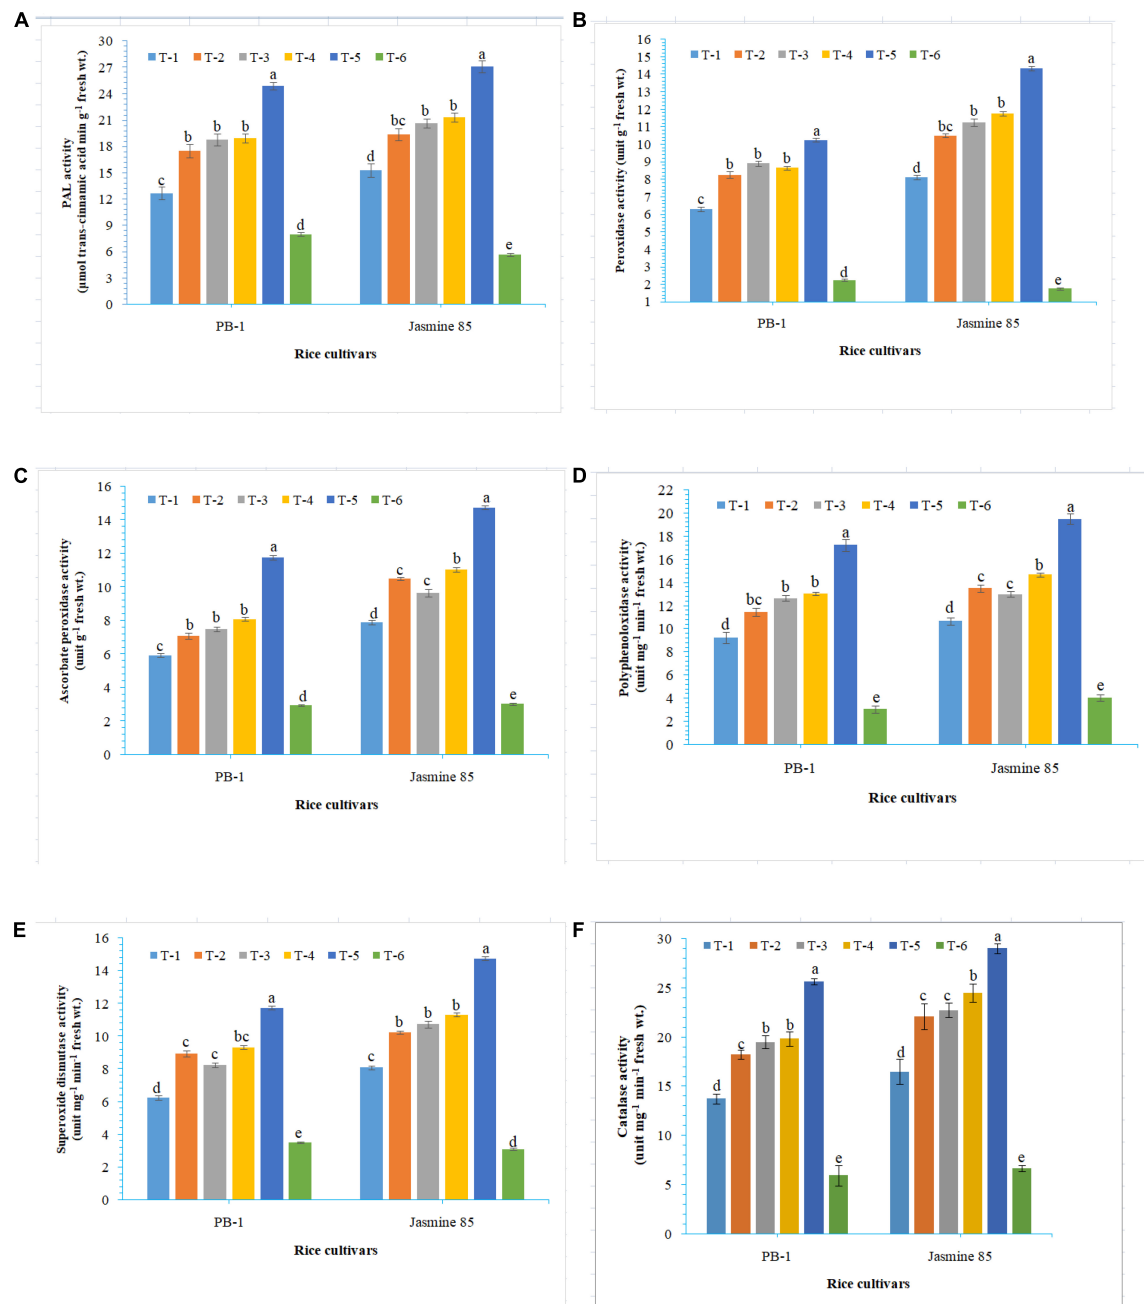 A
PAL activity
(μmol trans-cinnamic acid min g⁻¹ fresh wt.)
30
27
24
21
18
15
12
9
6
3
0
T-1 T-2 T-3 T-4 T-5 T-6
c b b b a d
d bc b b a e
PB-1 Jasmine 85
Rice cultivars
B
Peroxidase activity (unit g⁻¹ fresh wt.)
16
15
14
13
12
11
10
9
8
7
6
5
4
3
2
1
T-1 T-2 T-3 T-4 T-5 T-6
c b b b a d
d bc b b a e
PB-1 Jasmine 85
Rice cultivars
C
Ascorbate peroxidase activity
(unit g⁻¹ fresh wt.)
16
14
12
10
8
6
4
2
0
T-1 T-2 T-3 T-4 T-5 T-6
c b b b a d
d c c b a e
PB-1 Jasmine 85
Rice cultivars
D
Polyphenoloxidase activity
(unit mg⁻¹ min⁻¹ fresh wt.)
22
20
18
16
14
12
10
8
6
4
2
0
T-1 T-2 T-3 T-4 T-5 T-6
d bc b b a e
d c c b a e
PB-1 Jasmine 85
Rice cultivars
E
Superoxide dismutase activity
(unit mg⁻¹ min⁻¹ fresh wt.)
16
14
12
10
8
6
4
2
0
T-1 T-2 T-3 T-4 T-5 T-6
d c c bc a e
c b b b a d
PB-1 Jasmine 85
Rice cultivars
F
Catalase activity
(unit mg⁻¹ min⁻¹ fresh wt.)
30
25
20
15
10
5
0
T-1 T-2 T-3 T-4 T-5 T-6
d c b b a e
d c c b a e
PB-1 Jasmine 85
Rice cultivars